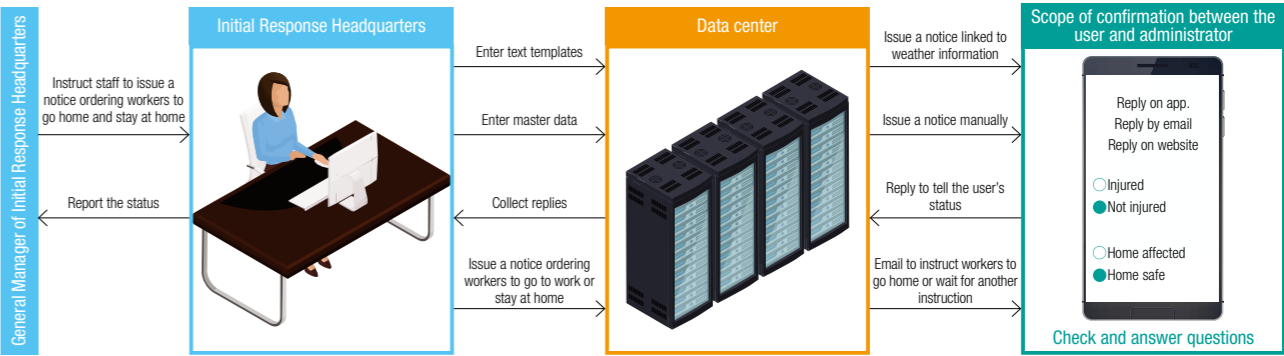 General Manager of Initial Response Headquarters
Instruct staff to issue a
notice ordering workers to
go home and stay at home
Report the status
Initial Response Headquarters
Enter text templates
Enter master data
Collect replies
Issue a notice ordering
workers to go to work or
stay at home
Data center
Issue a notice linked to
weather information
Issue a notice manually
Reply to tell the user's
status
Email to instruct workers to
go home or wait for another
instruction
Scope of confirmation between the
user and administrator
Reply on app.
Reply by email
Reply on website
Injured
Not injured
Home affected
Home safe
Check and answer questions